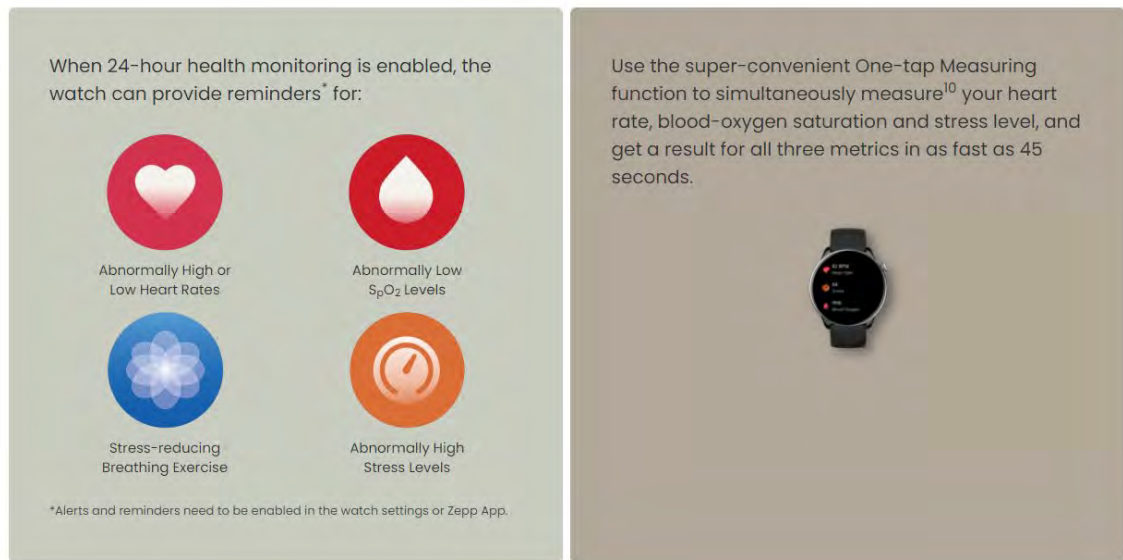 When 24-hour health monitoring is enabled, the
watch can provide reminders* for:
Abnormally High or
Low Heart Rates
Abnormally Low
SpO2 Levels
Stress-reducing
Breathing Exercise
Abnormally High
Stress Levels
*Alerts and reminders need to be enabled in the watch settings or Zepp App.
Use the super-convenient One-tap Measuring
function to simultaneously measure10 your heart
rate, blood-oxygen saturation and stress level, and
get a result for all three metrics in as fast as 45
seconds.